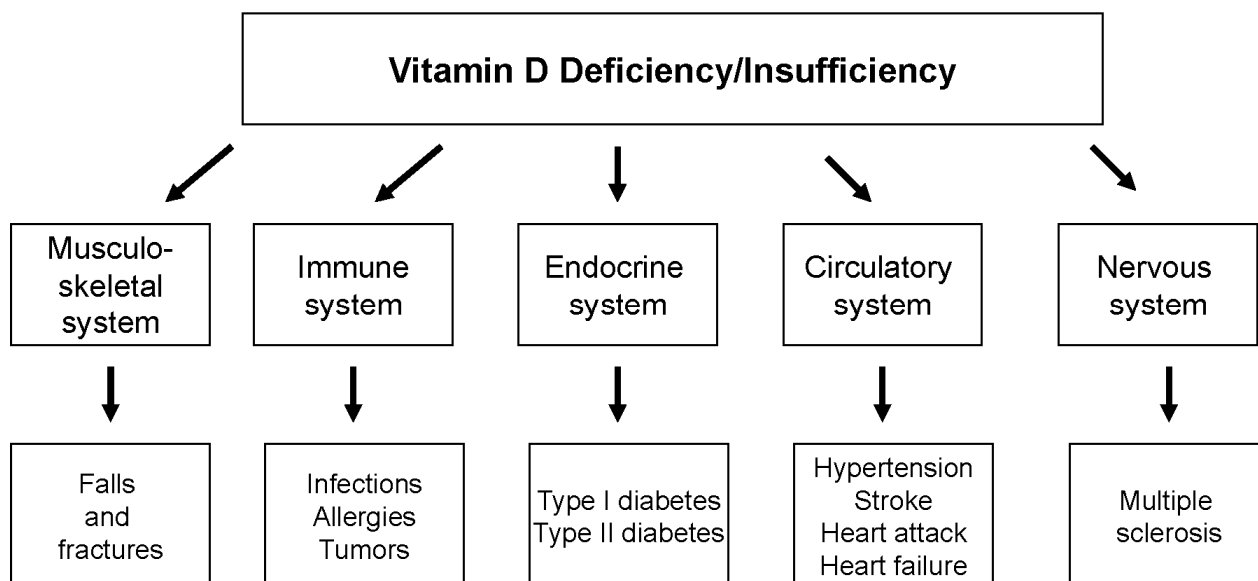 Vitamin D Deficiency/Insufficiency
Musculo-
skeletal
system
Immune
system
Endocrine
system
Circulatory
system
Nervous
system
Falls
and
fractures
Infections
Allergies
Tumors
Type I diabetes
Type II diabetes
Hypertension
Stroke
Heart attack
Heart failure
Multiple
sclerosis